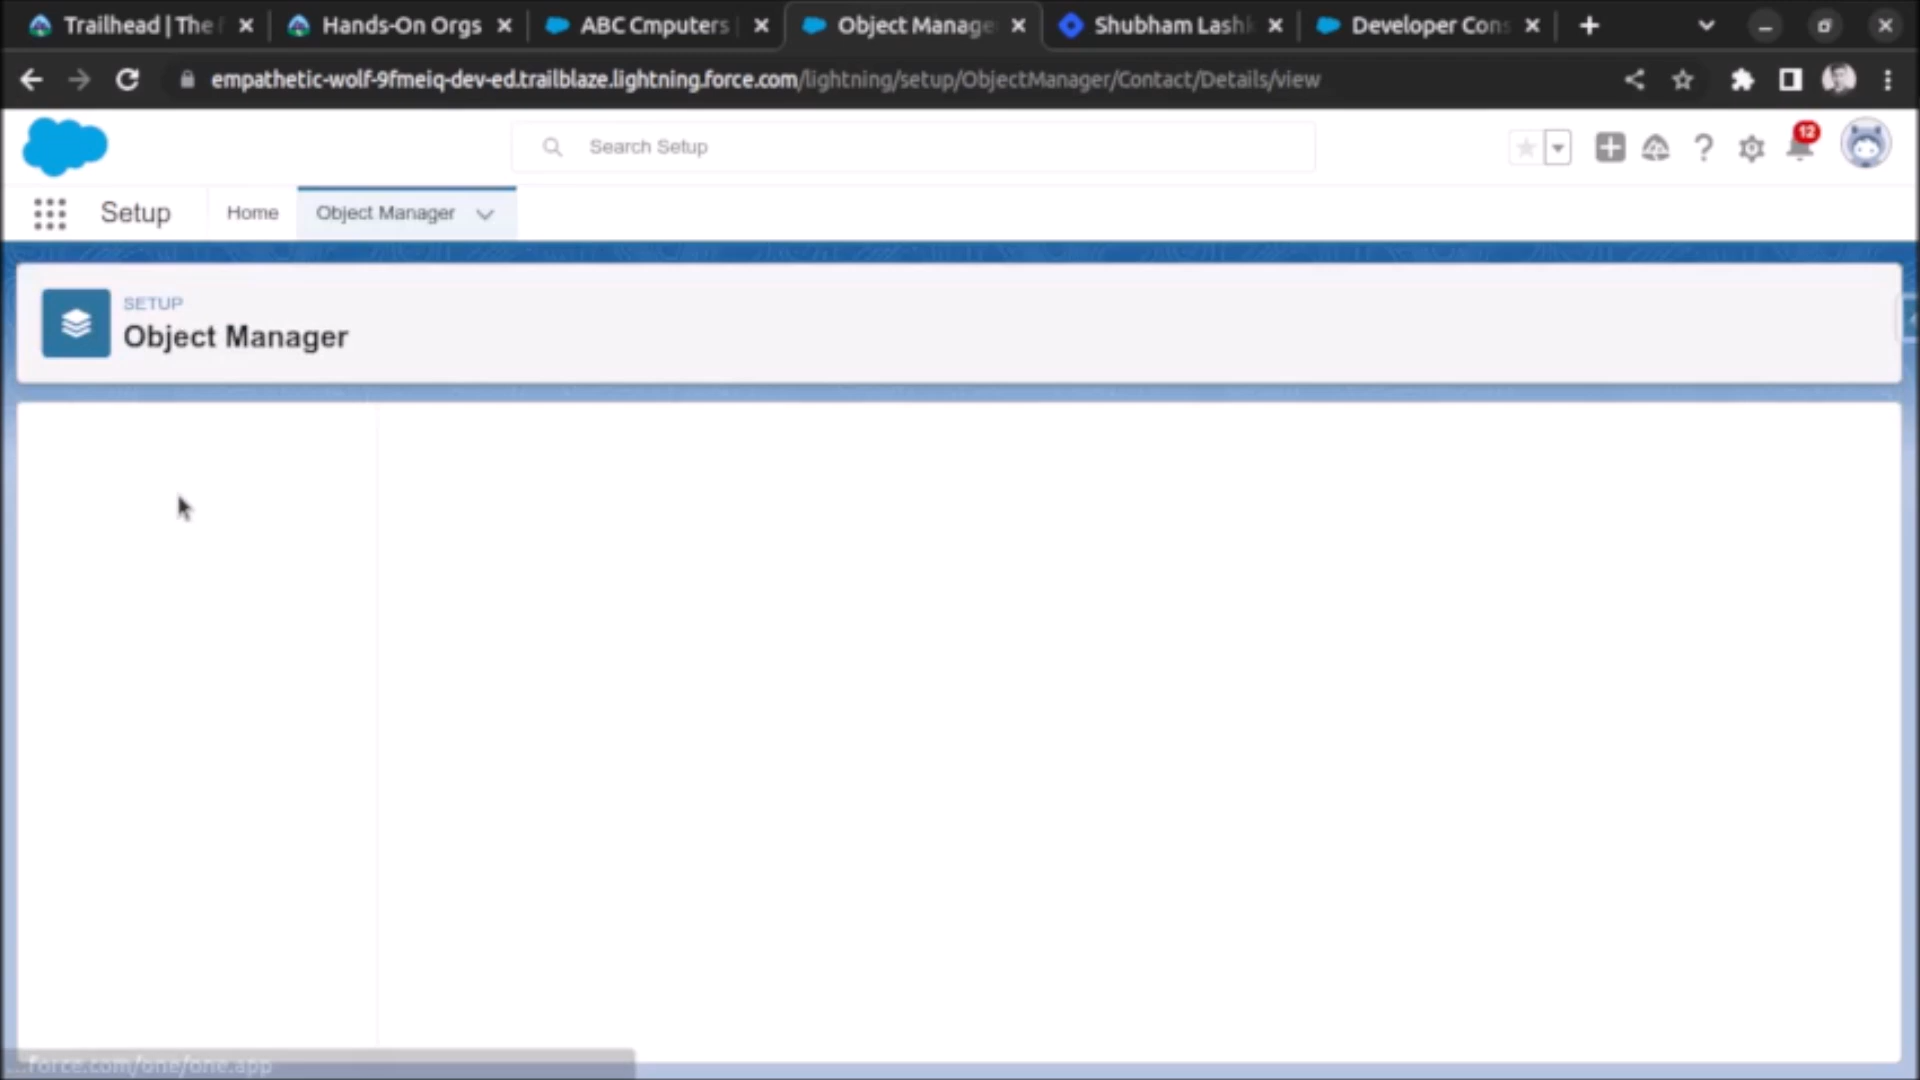 Trailhead | The
Hands-On Orgs
ABC Cmputers
Object Manage
Shubham Lash
Developer Cons
empathetic-wolf-9fmeiq-dev-ed.trailblaze.lightning.force.com/lightning/setup/ObjectManager/Contact/Details/view
Search Setup
12
Setup
Home
Object Manager
SETUP
Object Manager
...force.com/one/one.app